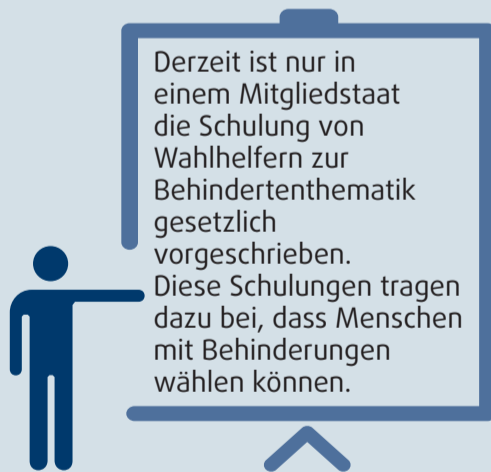 Derzeit ist nur in
einem Mitgliedstaat
die Schulung von
Wahlhelfern zur
Behindertenthematik
gesetzlich
vorgeschrieben.
Diese Schulungen tragen
dazu bei, dass Menschen
mit Behinderungen
wählen können.